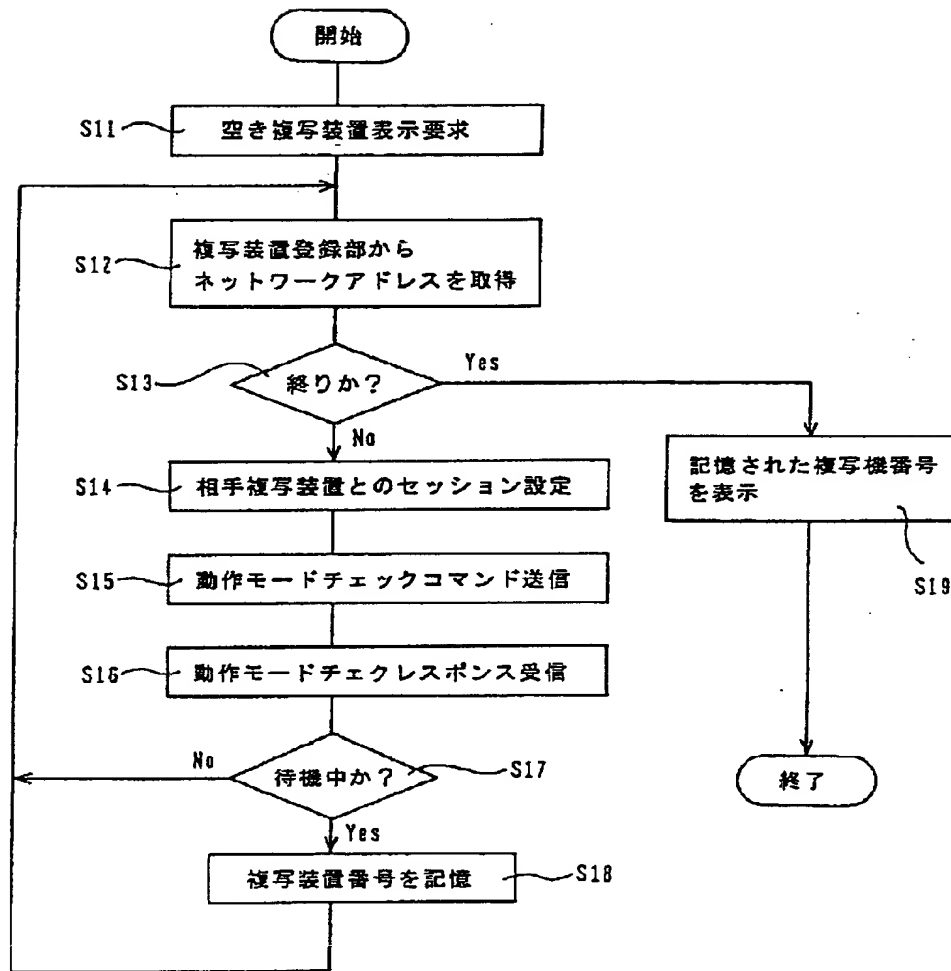 開始
S11
空き複写装置表示要求
S12
複写装置登録部から
ネットワークアドレスを取得
S13
終りか?
Yes
No
S14
相手複写装置とのセッション設定
記憶された複写機番号
を表示
S19
S15
動作モードチェックコマンド送信
S16
動作モードチェクレスポンス受信
No
待機中か?
S17
終了
Yes
複写装置番号を記憶
S18